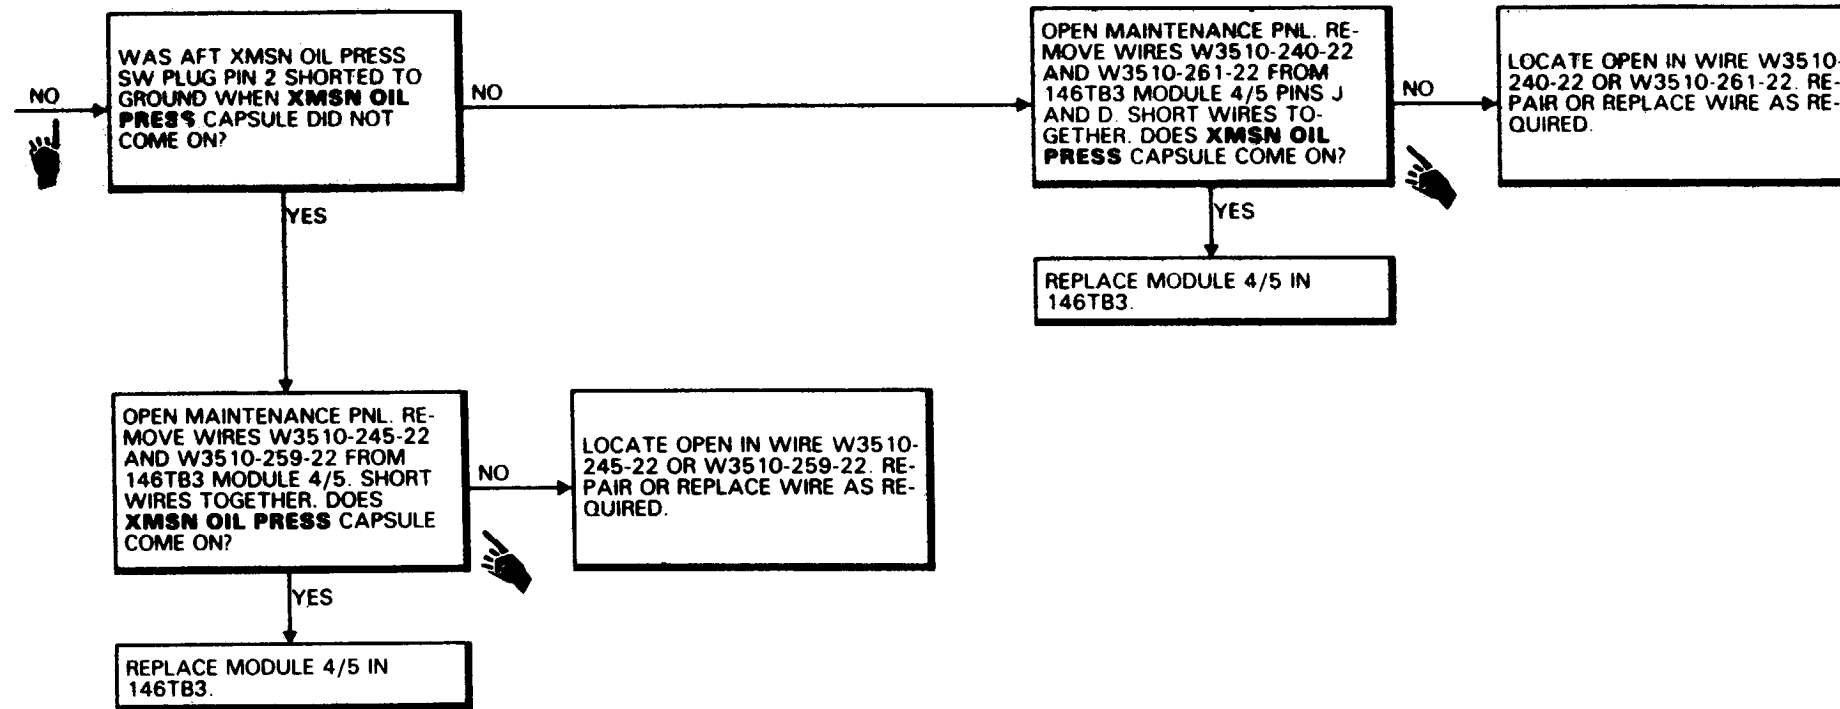 NO
WAS AFT XMSN OIL PRESS
SW PLUG PIN 2 SHORTED TO
GROUND WHEN XMSN OIL
PRESS CAPSULE DID NOT
COME ON?
NO
OPEN MAINTENANCE PNL. RE-
MOVE WIRES W3510-240-22
AND W3510-261-22 FROM
146TB3 MODULE 4/5 PINS J
AND D. SHORT WIRES TO-
GETHER. DOES XMSN OIL
PRESS CAPSULE COME ON?
NO
LOCATE OPEN IN WIRE W3510-
240-22 OR W3510-261-22. RE-
PAIR OR REPLACE WIRE AS RE-
QUIRED.
YES
YES
REPLACE MODULE 4/5 IN
146TB3.
OPEN MAINTENANCE PNL. RE-
MOVE WIRES W3510-245-22
AND W3510-259-22 FROM
146TB3 MODULE 4/5. SHORT
WIRES TOGETHER. DOES
XMSN OIL PRESS CAPSULE
COME ON?
NO
LOCATE OPEN IN WIRE W3510-
245-22 OR W3510-259-22. RE-
PAIR OR REPLACE WIRE AS RE-
QUIRED.
YES
REPLACE MODULE 4/5 IN
146TB3.